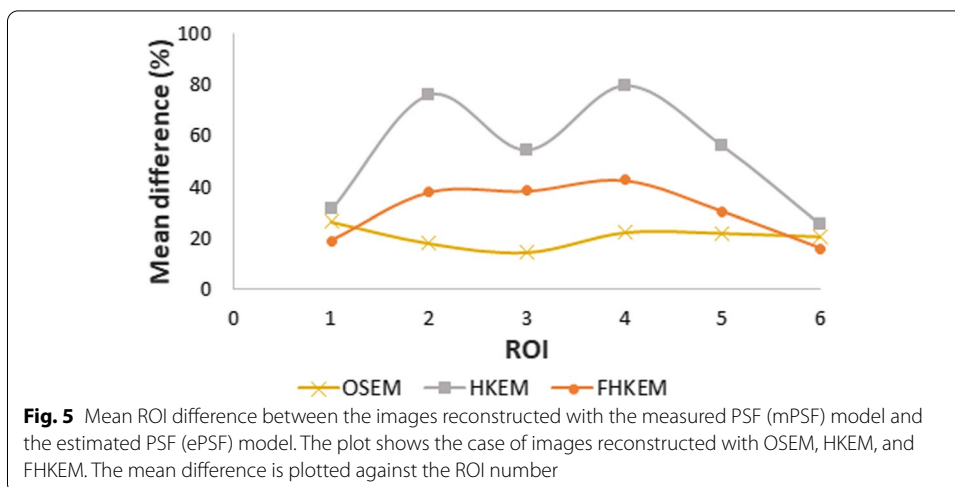 100
80
60
40
20
0
Mean difference (%)
0 1 2 3 4 5 6
ROI
OSEM HKEM FHKEM
Fig. 5 Mean ROI difference between the images reconstructed with the measured PSF (mPSF) model and
the estimated PSF (ePSF) model. The plot shows the case of images reconstructed with OSEM, HKEM, and
FHKEM. The mean difference is plotted against the ROI number